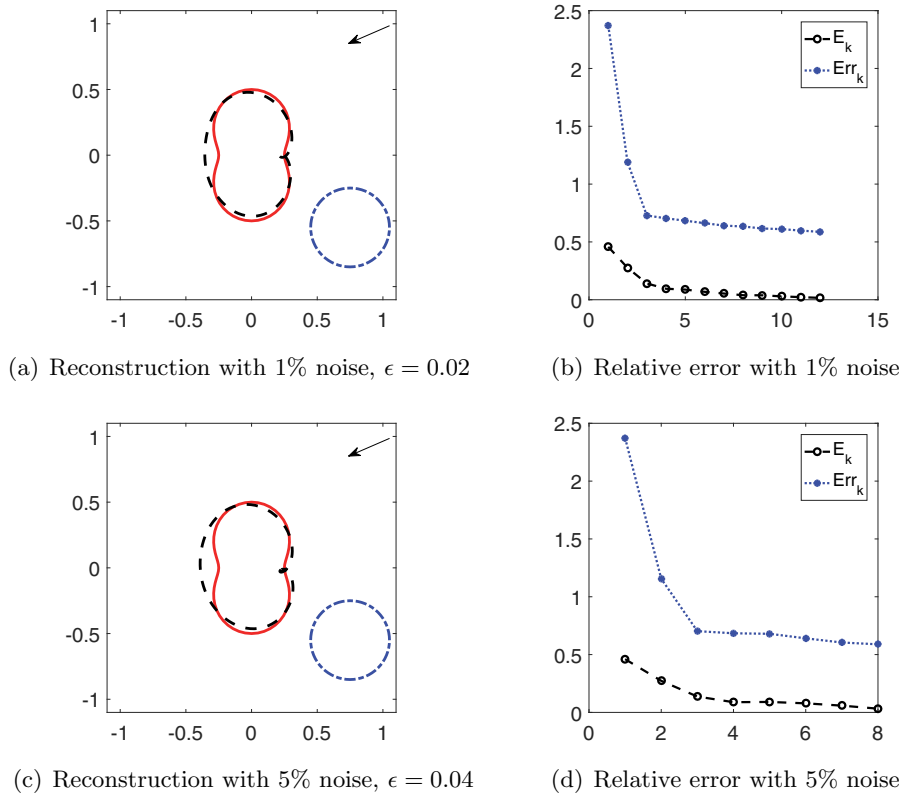 1
0.5
0
-0.5
-1
-1 -0.5 0 0.5 1
(a) Reconstruction with 1% noise, ϵ = 0.02
2.5
2
1.5
1
0.5
0
0 5 10 15
E_k
Err_k
(b) Relative error with 1% noise
1
0.5
0
-0.5
-1
-1 -0.5 0 0.5 1
(c) Reconstruction with 5% noise, ϵ = 0.04
2.5
2
1.5
1
0.5
0
0 2 4 6 8
E_k
Err_k
(d) Relative error with 5% noise